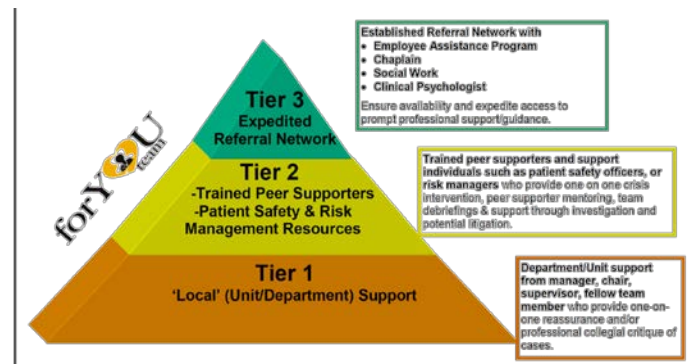 forYOU
team
Tier 3
Expedited
Referral Network
Tier 2
-Trained Peer Supporters
-Patient Safety & Risk
Management Resources
Tier 1
'Local' (Unit/Department) Support
Established Referral Network with
• Employee Assistance Program
• Chaplain
• Social Work
• Clinical Psychologist
Ensure availability and expedite access to
prompt professional support/guidance.
Trained peer supporters and support
individuals such as patient safety officers, or
risk managers who provide one on one crisis
intervention, peer supporter mentoring, team
debriefings & support through investigation and
potential litigation.
Department/Unit support
from manager, chair,
supervisor, fellow team
member who provide one-on-
one reassurance and/or
professional collegial critique of
cases.